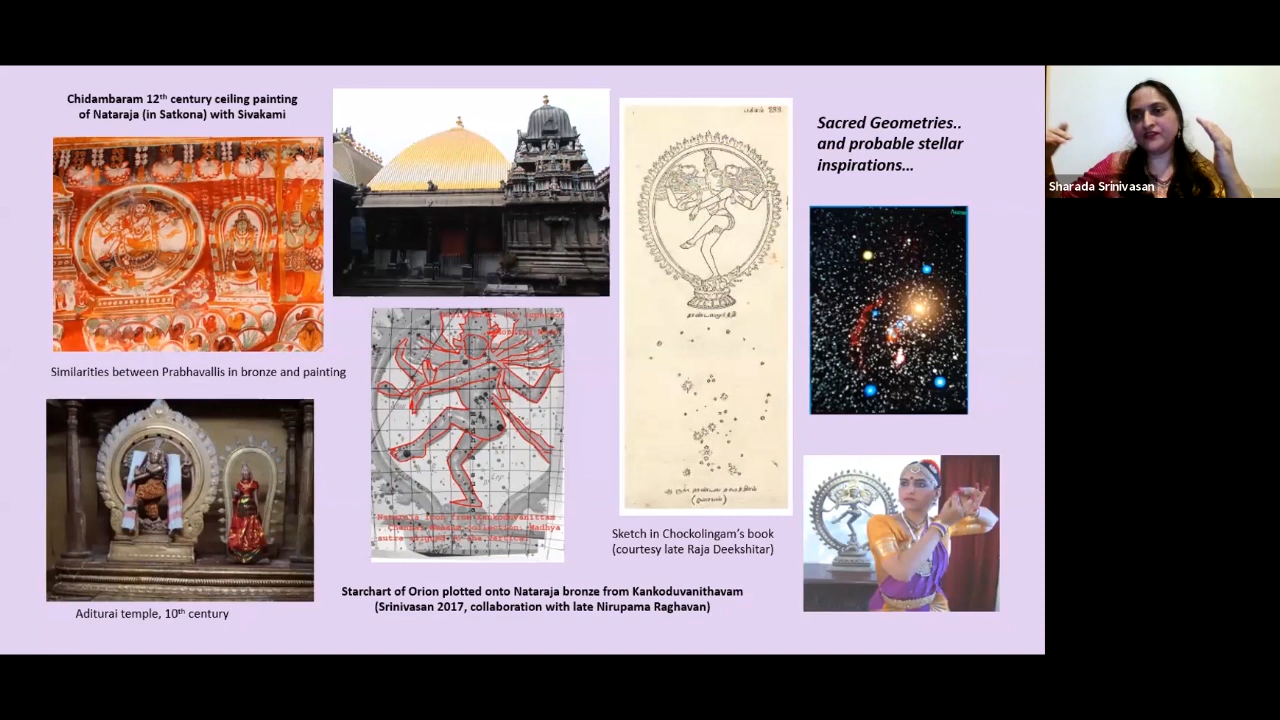 Chidambaram 12th century ceiling painting
of Nataraja (in Satkona) with Sivakami
Similarities between Prabhavallis in bronze and painting
Aditurai temple, 10th century
Starchart of Orion plotted onto Nataraja bronze from Kankoduvanithavam
(Srinivasan 2017, collaboration with late Nirupama Raghavan)
Sketch in Chockolingam's book
(courtesy late Raja Deekshitar)
Sacred Geometries..
and probable stellar
inspirations...
Sharada Srinivasan